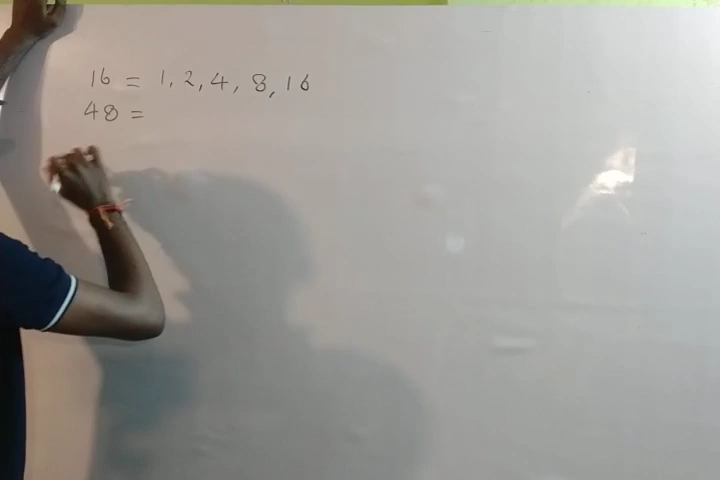 16 = 1, 2, 4, 8, 16
48 =